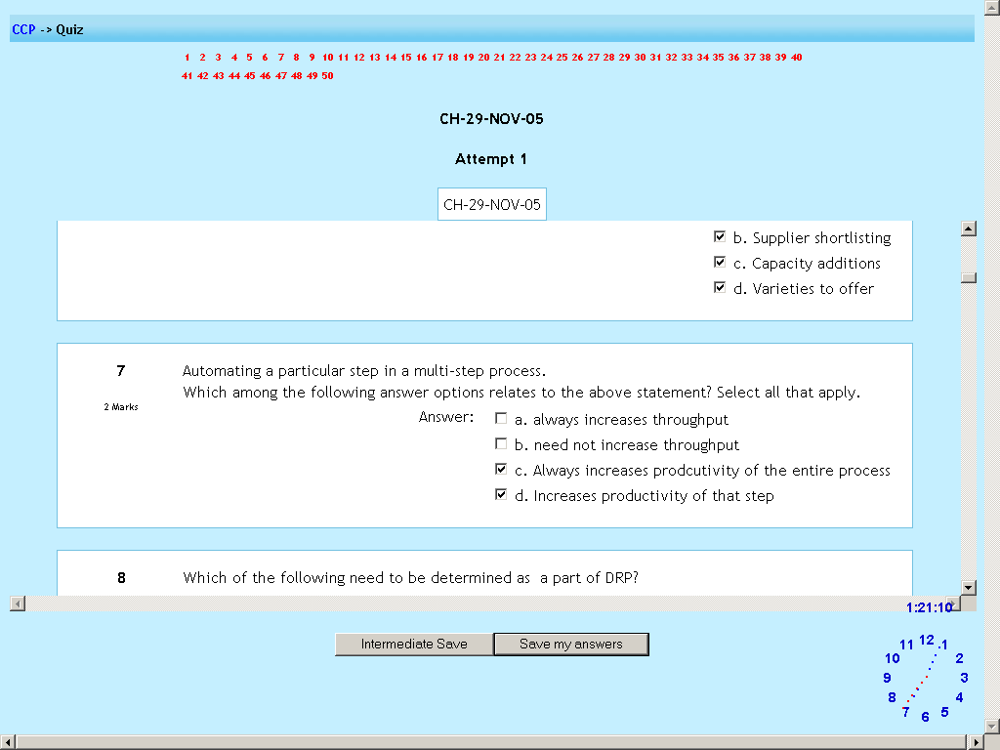 CCP -> Quiz
1 2 3 4 5 6 7 8 9 10 11 12 13 14 15 16 17 18 19 20 21 22 23 24 25 26 27 28 29 30 31 32 33 34 35 36 37 38 39 40
41 42 43 44 45 46 47 48 49 50
CH-29-NOV-05
Attempt 1
CH-29-NOV-05
b. Supplier shortlisting
c. Capacity additions
d. Varieties to offer
7 Automating a particular step in a multi-step process.
Which among the following answer options relates to the above statement? Select all that apply.
2 Marks
Answer: a. always increases throughput
b. need not increase throughput
c. Always increases prodcutivity of the entire process
d. Increases productivity of that step
8 Which of the following need to be determined as a part of DRP?
1:21:10
Intermediate Save Save my answers
12 1 2 3 4 5 6 7 8 9 10 11